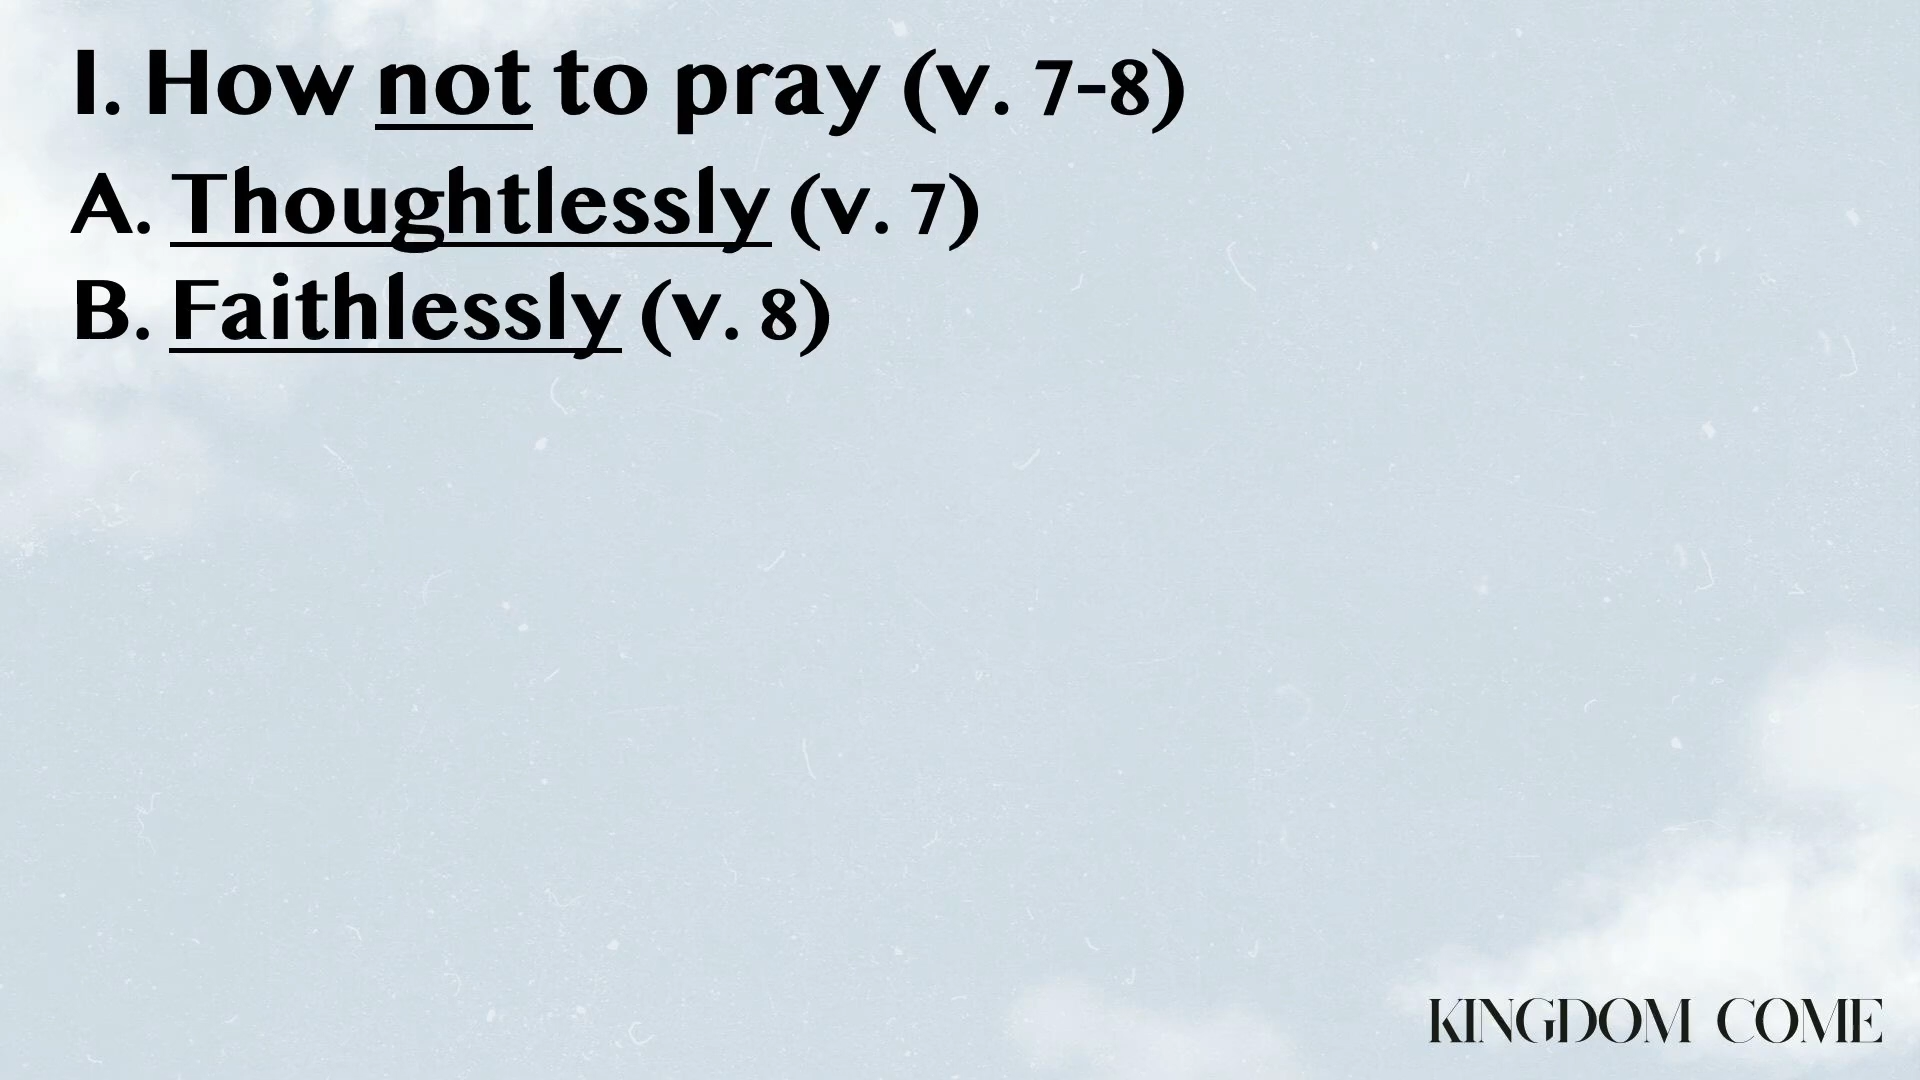 I. How not to pray (v. 7-8)
A. Thoughtlessly (v. 7)
B. Faithlessly (v. 8)
KINGDOM COME